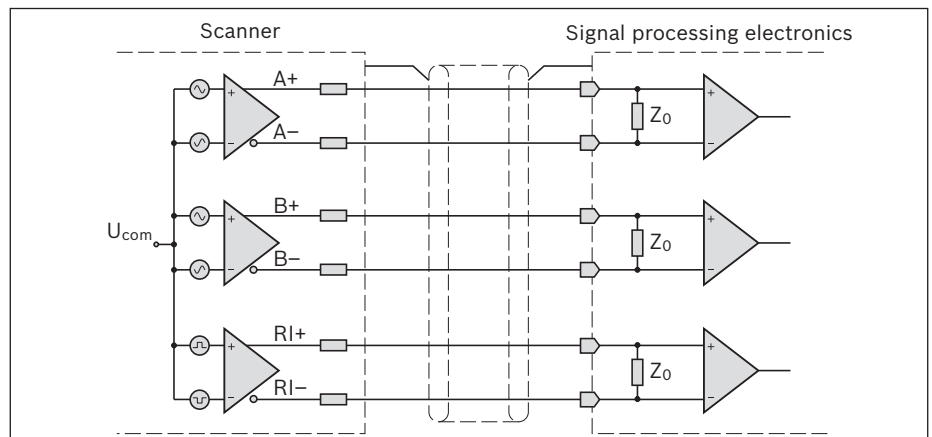 Scanner
Signal processing electronics
A+
Z₀
A−
B+
Ucom
Z₀
B−
RI+
Z₀
RI−